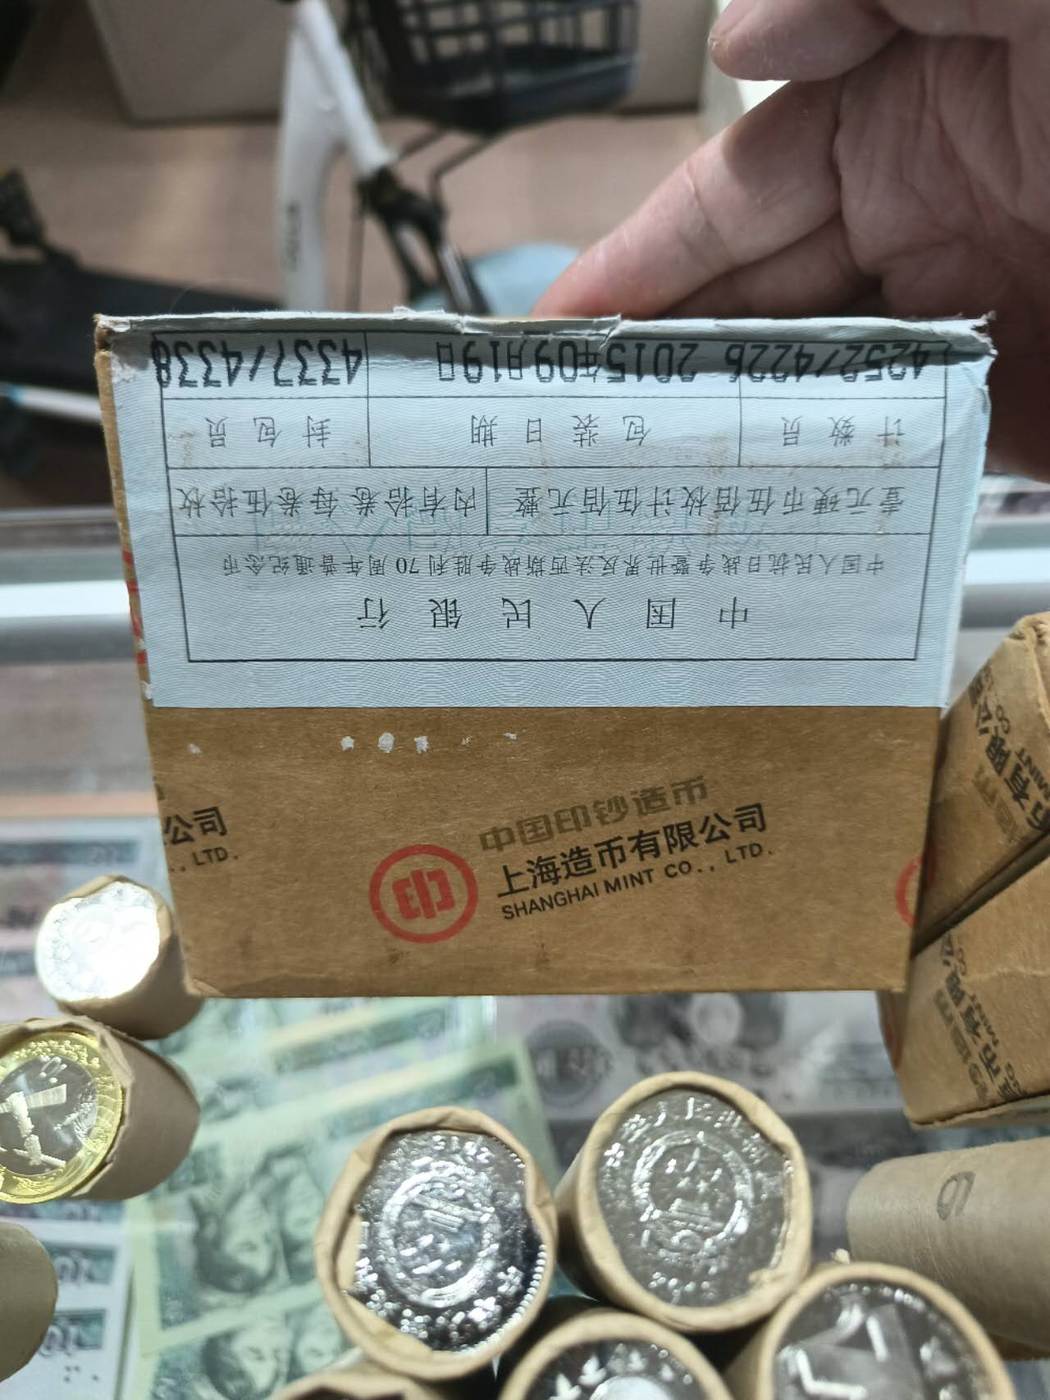 中国人民银行
中国人民抗日战争暨世界反法西斯战争胜利70周年普通纪念币
壹元硬币伍佰枚计伍佰元整 内有拾卷每卷伍拾枚
计数员 包装日期 封包员
4252/4226 2015年09月19日 4337/4338
中国印钞造币
上海造币有限公司
SHANGHAI MINT CO., LTD.
公司
., LTD.